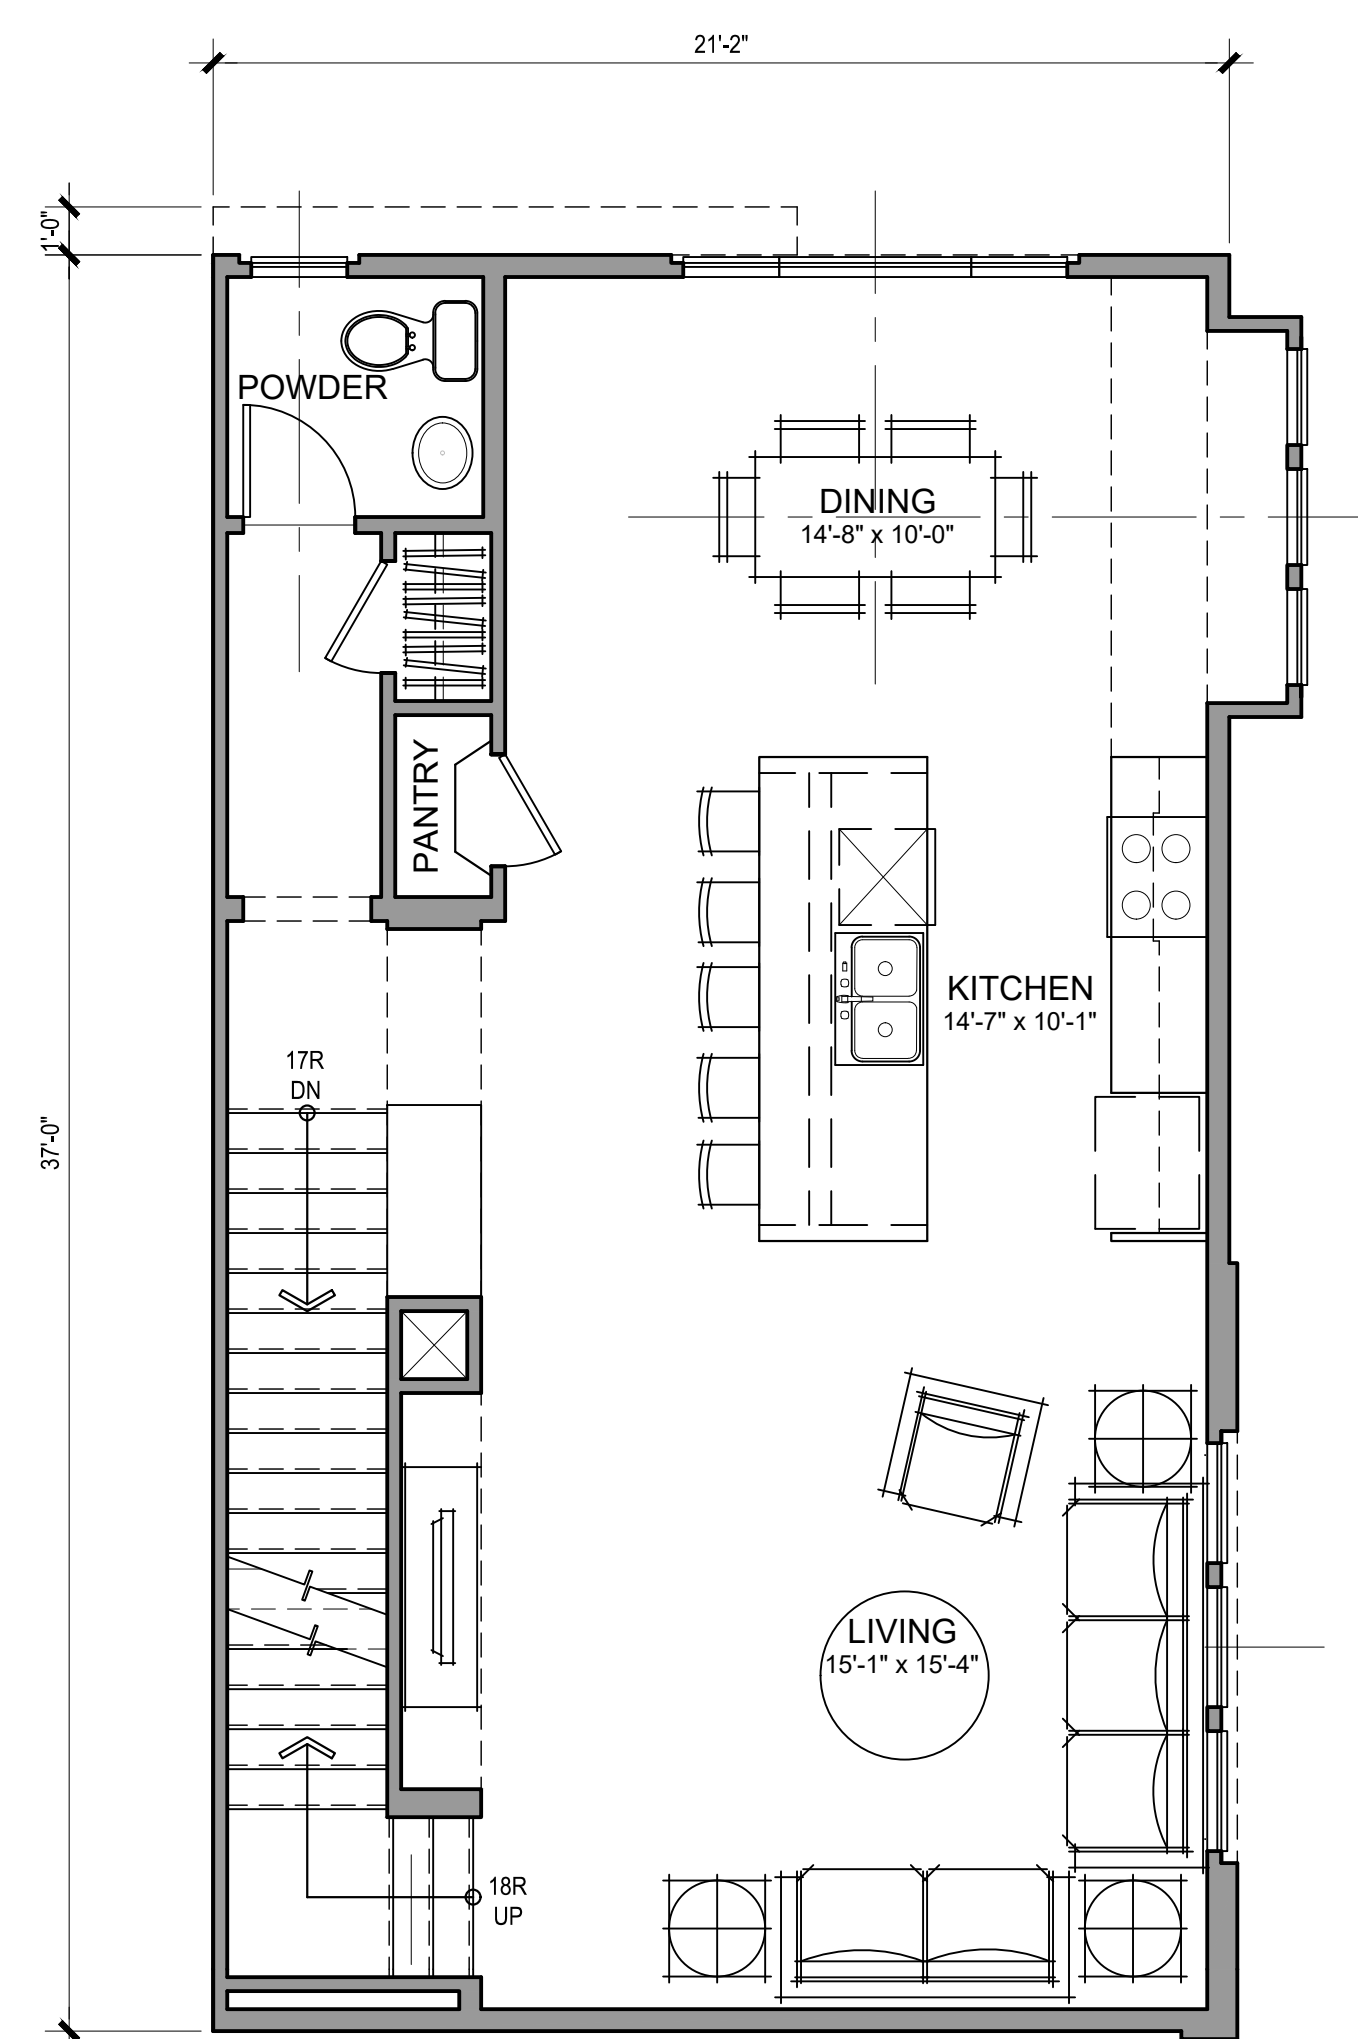 21'-2"
1'-0"
POWDER
DINING
14'-8" x 10'-0"
PANTRY
KITCHEN
14'-7" x 10'-1"
17R
DN
37'-0"
LIVING
15'-1" x 15'-4"
18R
UP